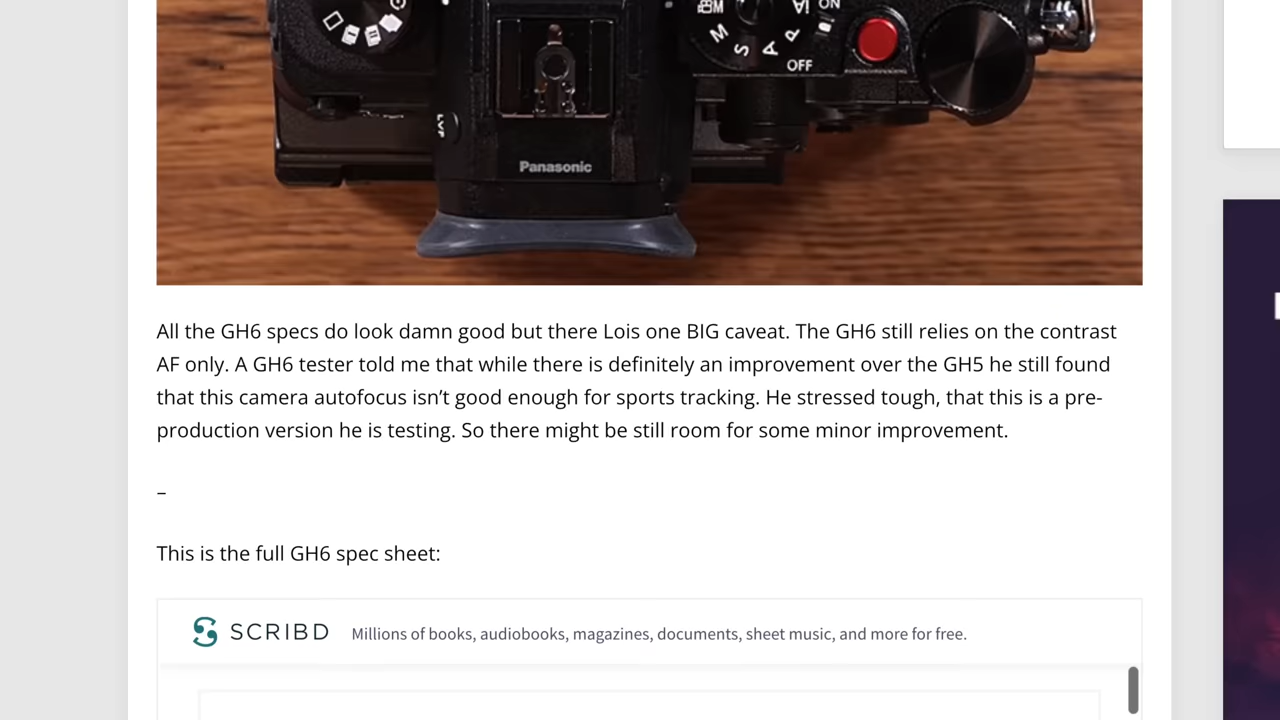 M
ON
M
S
A
P
OFF
LVF
Panasonic
All the GH6 specs do look damn good but there Lois one BIG caveat. The GH6 still relies on the contrast
AF only. A GH6 tester told me that while there is definitely an improvement over the GH5 he still found
that this camera autofocus isn’t good enough for sports tracking. He stressed tough, that this is a pre-
production version he is testing. So there might be still room for some minor improvement.
–
This is the full GH6 spec sheet:
SCRIBD Millions of books, audiobooks, magazines, documents, sheet music, and more for free.